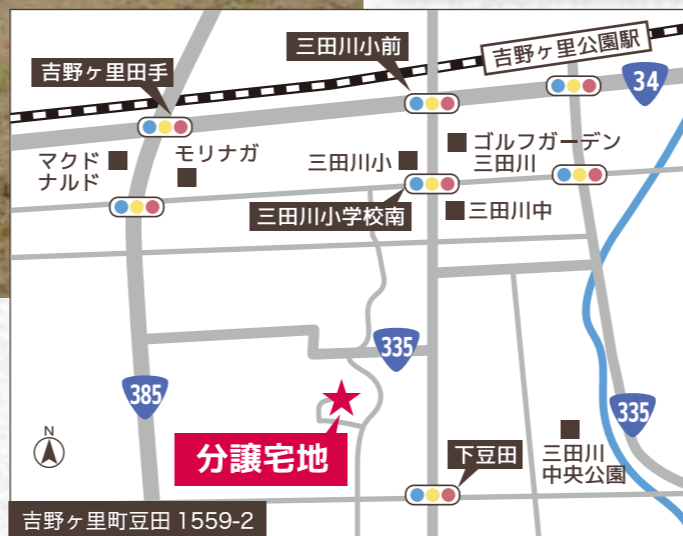 三田川小前
吉野ヶ里公園駅
吉野ヶ里田手
34
マクド
ナルド
モリナガ
三田川小
ゴルフガーデン
三田川
三田川小学校南
三田川中
335
385
335
N
分譲宅地
下豆田
三田川
中央公園
吉野ヶ里町豆田 1559-2